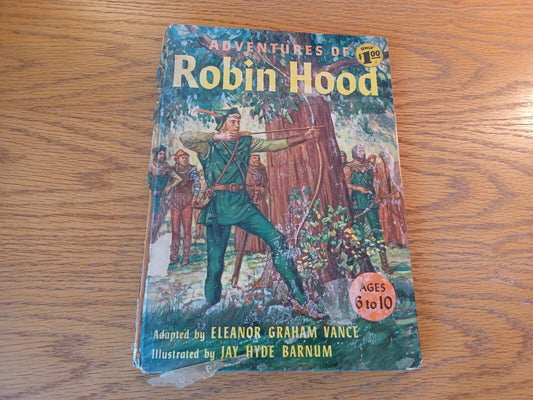 ADVENTURES OF
ONLY
$1.00
Robin Hood
AGES
6 to 10
Adapted by ELEANOR GRAHAM VANCE
Illustrated by JAY HYDE BARNUM